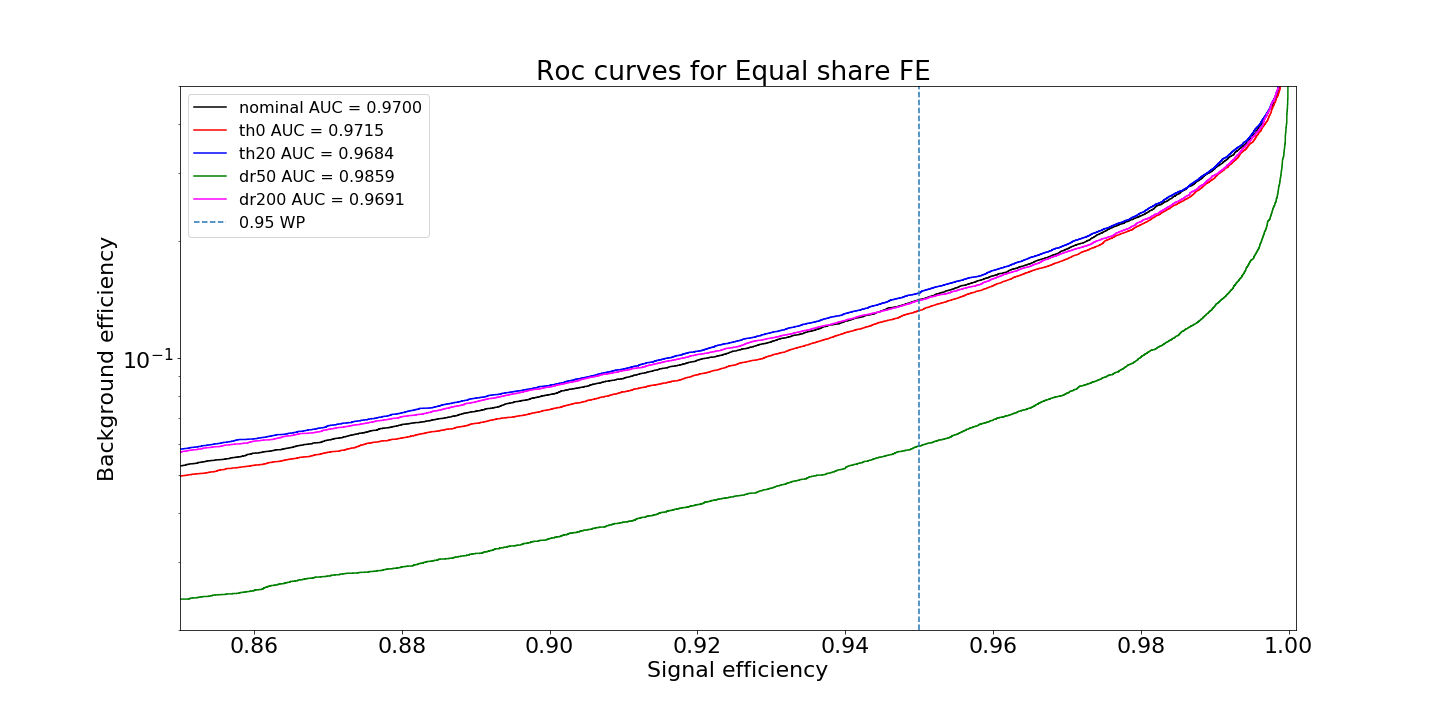 Roc curves for Equal share FE
nominal AUC = 0.9700
th0 AUC = 0.9715
th20 AUC = 0.9684
dr50 AUC = 0.9859
dr200 AUC = 0.9691
0.95 WP
Background efficiency
10⁻¹
0.86 0.88 0.90 0.92 0.94 0.96 0.98 1.00
Signal efficiency